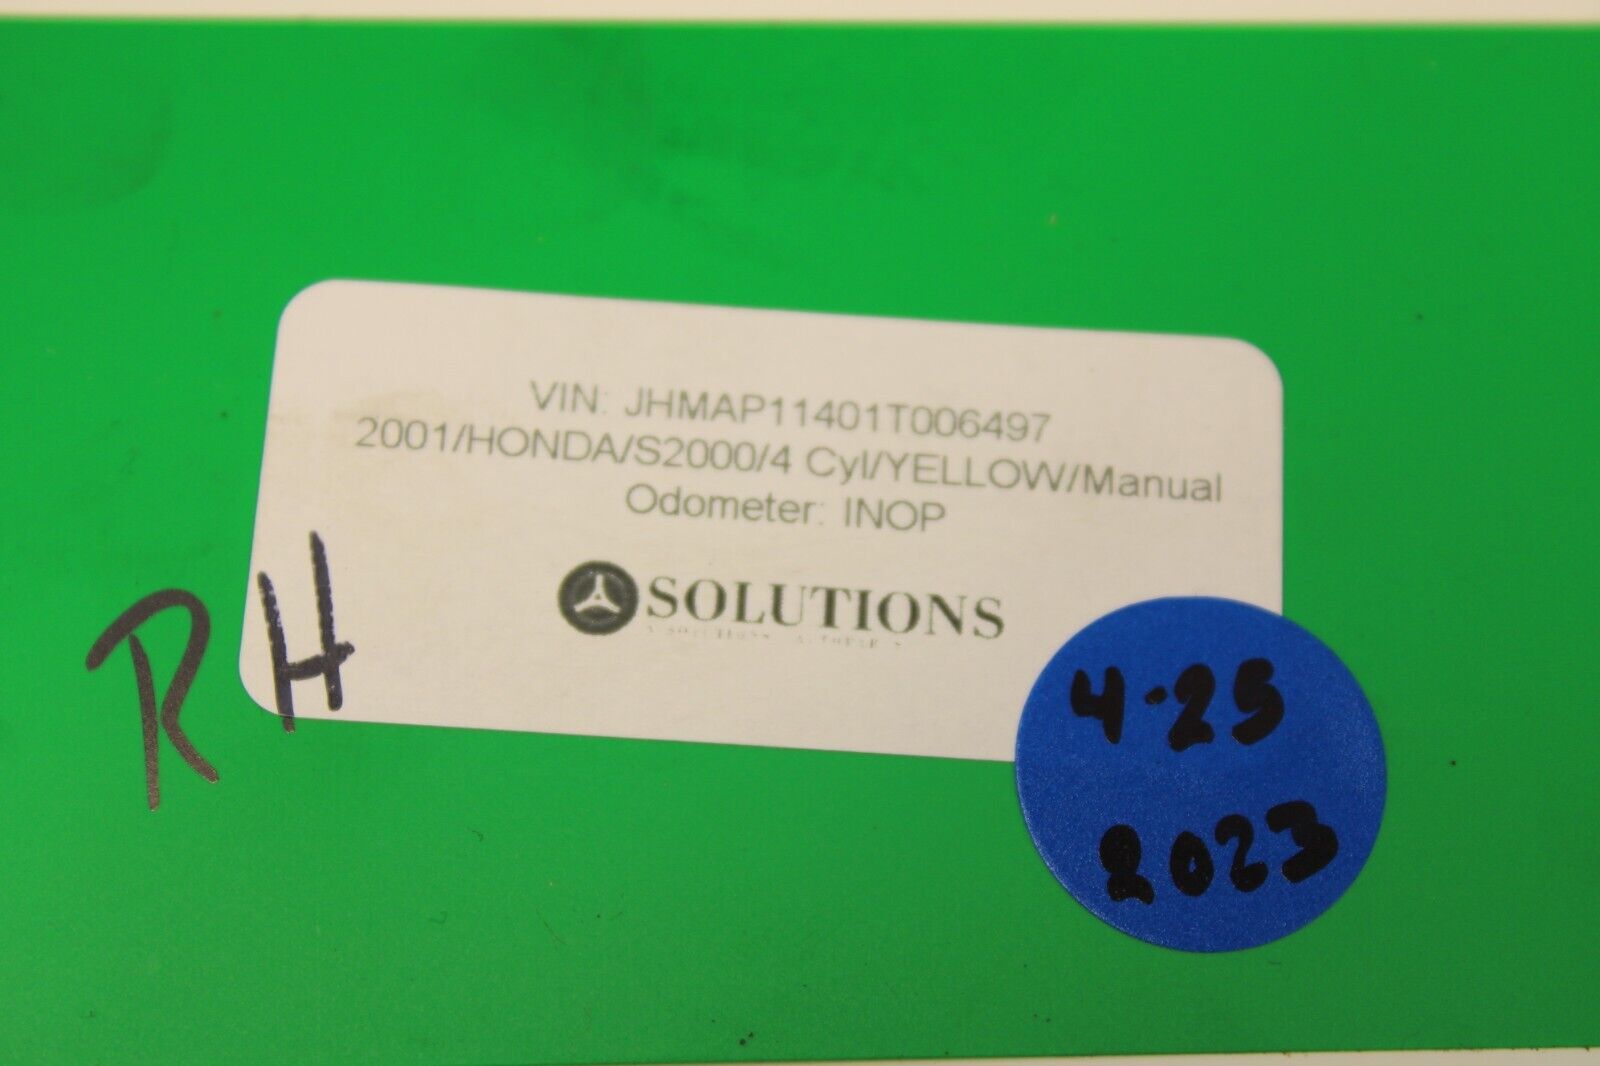 VIN: JHMAP11401T006497
2001/HONDA/S2000/4 Cyl/YELLOW/Manual
Odometer: INOP
SOLUTIONS
RH
4-25
2023